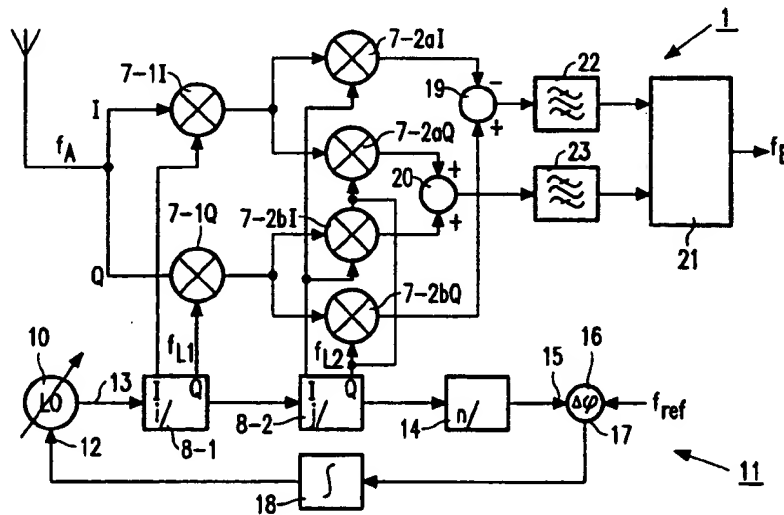 1
7-2aI
22
7-1I
19
−
+
I
7-2aQ
23
f_A
20
+
+
f_B
7-2bI
7-1Q
21
Q
7-2bQ
10
f_L1
f_L2
16
LO
13
I
Q
i/
I
Q
j/
n/
15
Δφ
f_ref
12
8-1
8-2
14
17
11
18
∫